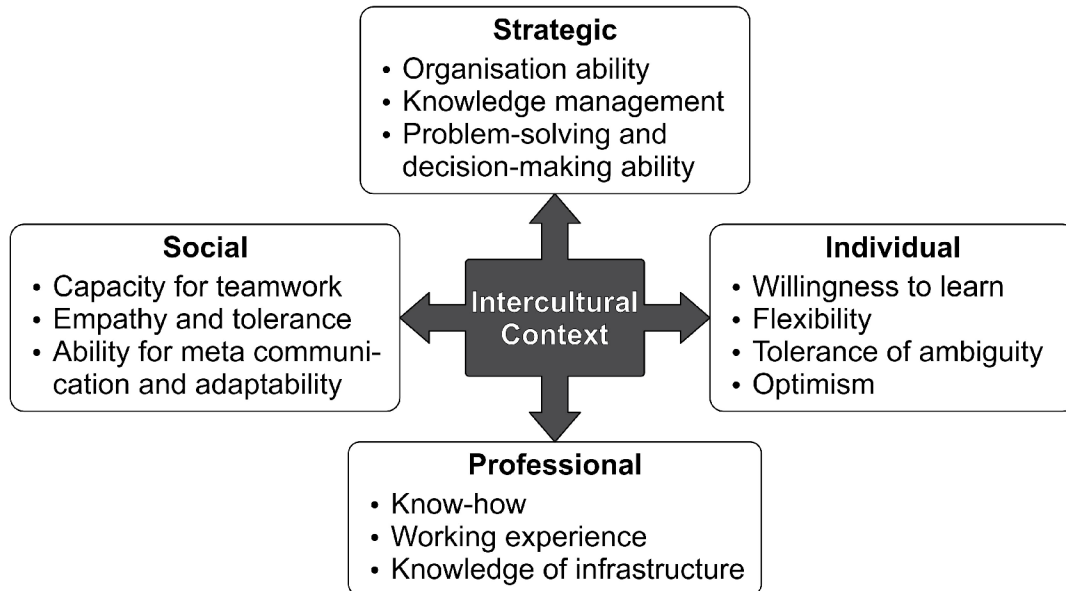 Strategic
• Organisation ability
• Knowledge management
• Problem-solving and
decision-making ability
Social
• Capacity for teamwork
• Empathy and tolerance
• Ability for meta communi-
cation and adaptability
Intercultural
Context
Individual
• Willingness to learn
• Flexibility
• Tolerance of ambiguity
• Optimism
Professional
• Know-how
• Working experience
• Knowledge of infrastructure